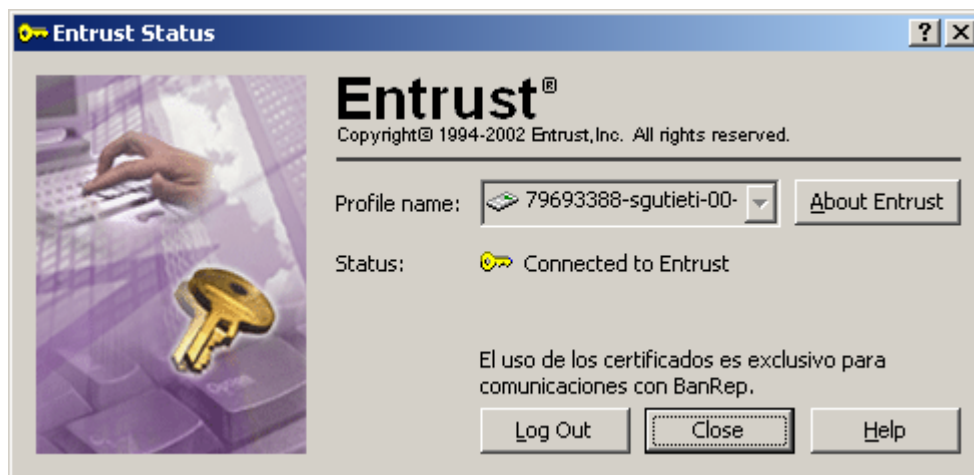 Entrust Status
Entrust®
Copyright© 1994-2002 Entrust, Inc. All rights reserved.
Profile name: 79693388-sgutieti-00- About Entrust
Status: Connected to Entrust
El uso de los certificados es exclusivo para
comunicaciones con BanRep.
Log Out Close Help